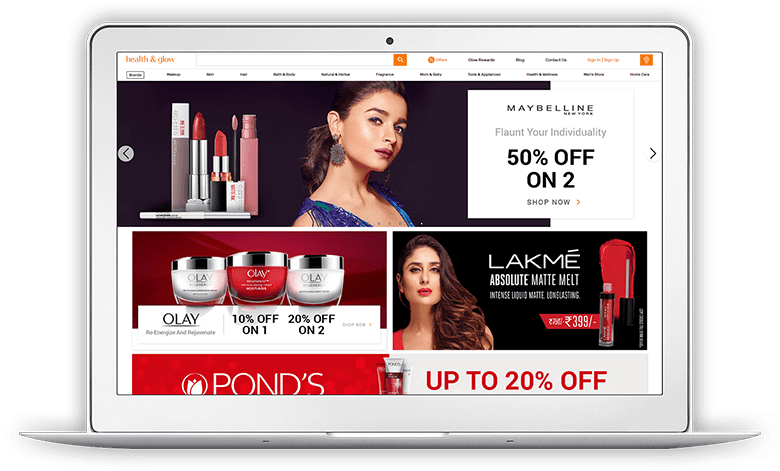 health & glow
Offers
Glow Rewards
Blog
Contact Us
Sign In | Sign Up
Brands
Makeup
Skin
Hair
Bath & Body
Natural & Herbal
Fragrance
Mom & Baby
Tools & Appliances
Health & Wellness
Men's Store
Home Care
MAYBELLINE
NEW YORK
Flaunt Your Individuality
50% OFF
ON 2
SHOP NOW
OLAY
OLAY
OLAY
OLAY
Re-Energize And Rejuvenate
10% OFF
ON 1
20% OFF
ON 2
SHOP NOW
LAKMÉ
ABSOLUTE MATTE MELT
INTENSE LIQUID MATTE. LONGLASTING.
₹399/-
POND'S
UP TO 20% OFF